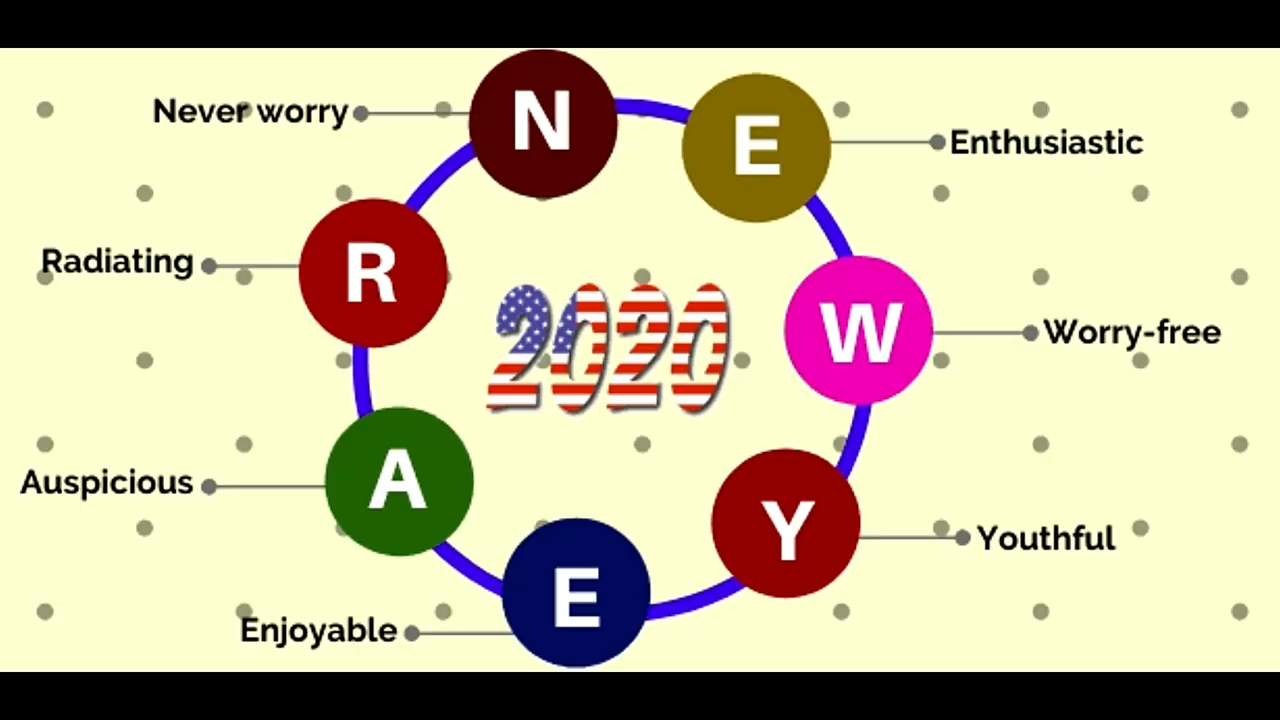 N
Never worry
E
Enthusiastic
W
Worry-free
Y
Youthful
E
Enjoyable
A
Auspicious
R
Radiating
2020